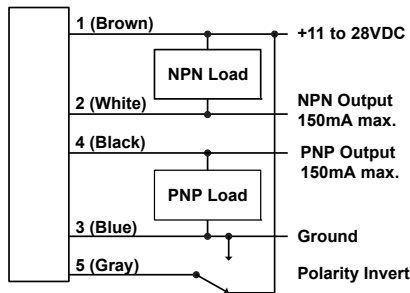 1 (Brown)
+11 to 28VDC
NPN Load
2 (White)
NPN Output
150mA max.
4 (Black)
PNP Output
150mA max.
PNP Load
3 (Blue)
Ground
5 (Gray)
Polarity Invert